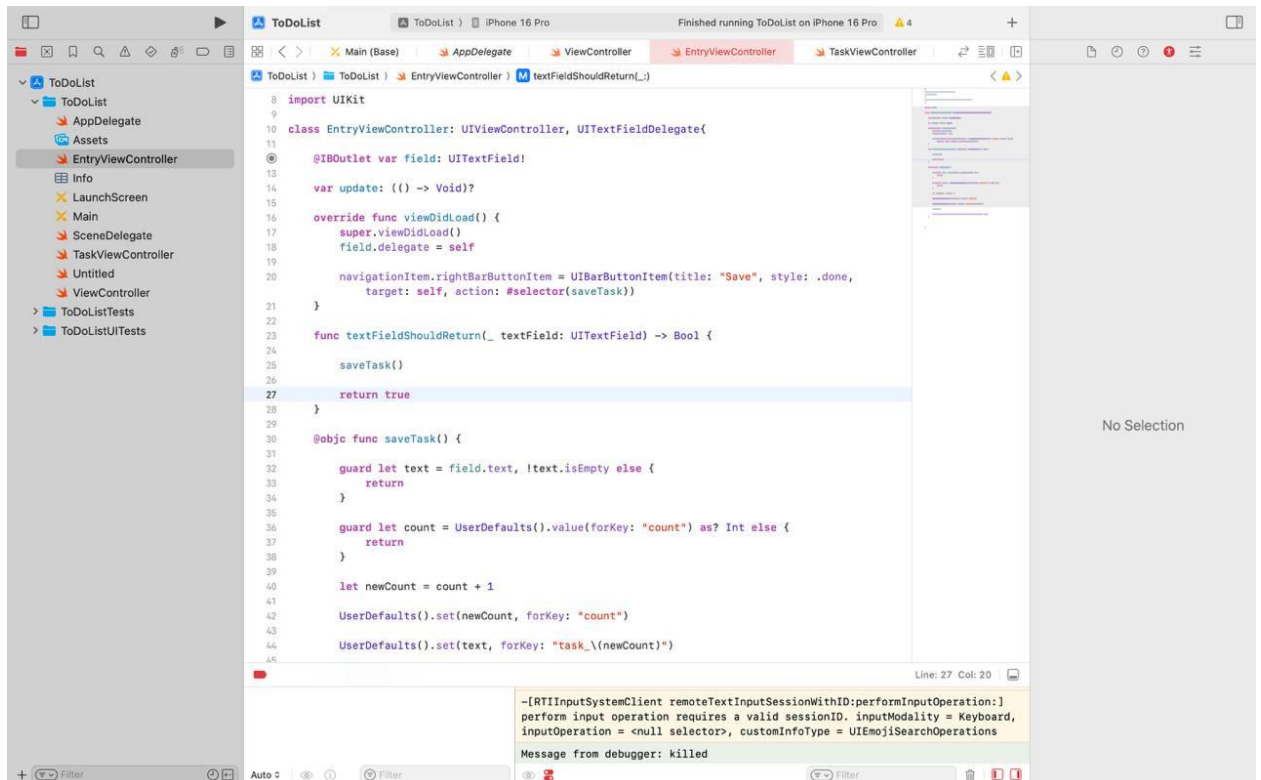 ToDoList
ToDoList 〉 iPhone 16 Pro
Finished running ToDoList on iPhone 16 Pro
4
Main (Base)
AppDelegate
ViewController
EntryViewController
TaskViewController
ToDoList 〉 ToDoList 〉 EntryViewController 〉 M textFieldShouldReturn(_:)
ToDoList
ToDoList
AppDelegate
Assets
EntryViewController
Info
LaunchScreen
Main
SceneDelegate
TaskViewController
Untitled
ViewController
ToDoListTests
ToDoListUITests
8 import UIKit
9
10 class EntryViewController: UIViewController, UITextFieldDelegate{
11
@IBOutlet var field: UITextField!
13
14 var update: (() -> Void)?
15
16 override func viewDidLoad() {
17 super.viewDidLoad()
18 field.delegate = self
19
20 navigationItem.rightBarButtonItem = UIBarButtonItem(title: "Save", style: .done,
target: self, action: #selector(saveTask))
21 }
22
23 func textFieldShouldReturn(_ textField: UITextField) -> Bool {
24
25 saveTask()
26
27 return true
28 }
29
30 @objc func saveTask() {
31
32 guard let text = field.text, !text.isEmpty else {
33 return
34 }
35
36 guard let count = UserDefaults().value(forKey: "count") as? Int else {
37 return
38 }
39
40 let newCount = count + 1
41
42 UserDefaults().set(newCount, forKey: "count")
43
44 UserDefaults().set(text, forKey: "task_\(newCount)")
45
Line: 27 Col: 20
-[RTIInputSystemClient remoteTextInputSessionWithID:performInputOperation:]
perform input operation requires a valid sessionID. inputModality = Keyboard,
inputOperation = <null selector>, customInfoType = UIEmojiSearchOperations
Message from debugger: killed
Filter
Auto
Filter
Filter
No Selection